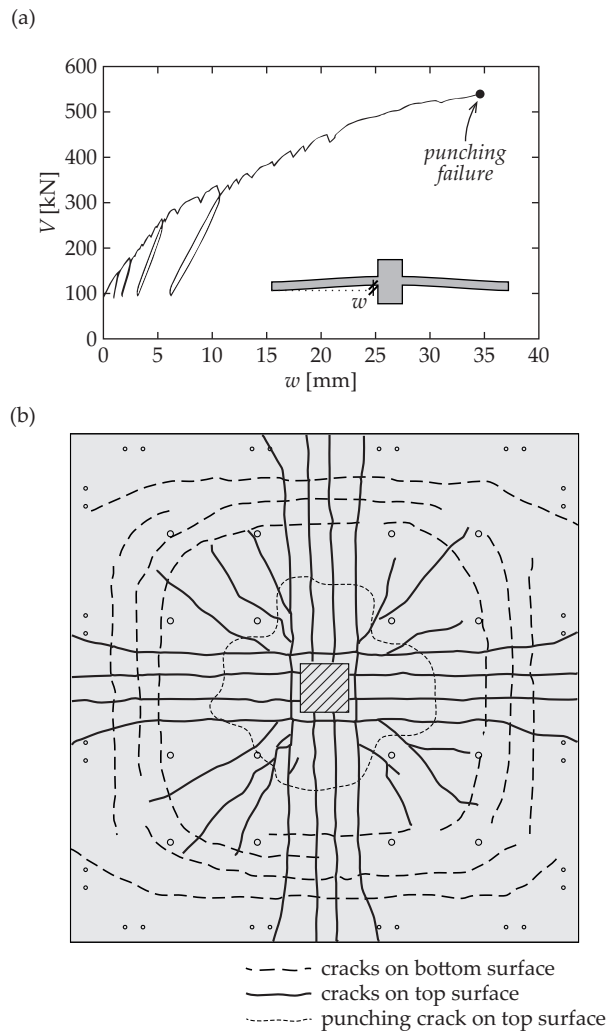 (a)
600
500
400
300
200
100
0
V [kN]
punching
failure
w
0 5 10 15 20 25 30 35 40
w [mm]
(b)
cracks on bottom surface
cracks on top surface
punching crack on top surface